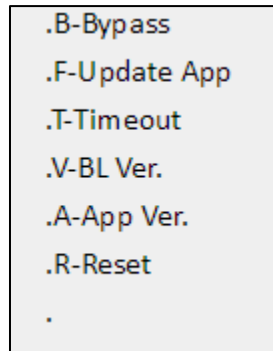 .B-Bypass
.F-Update App
.T-Timeout
.V-BL Ver.
.A-App Ver.
.R-Reset
.